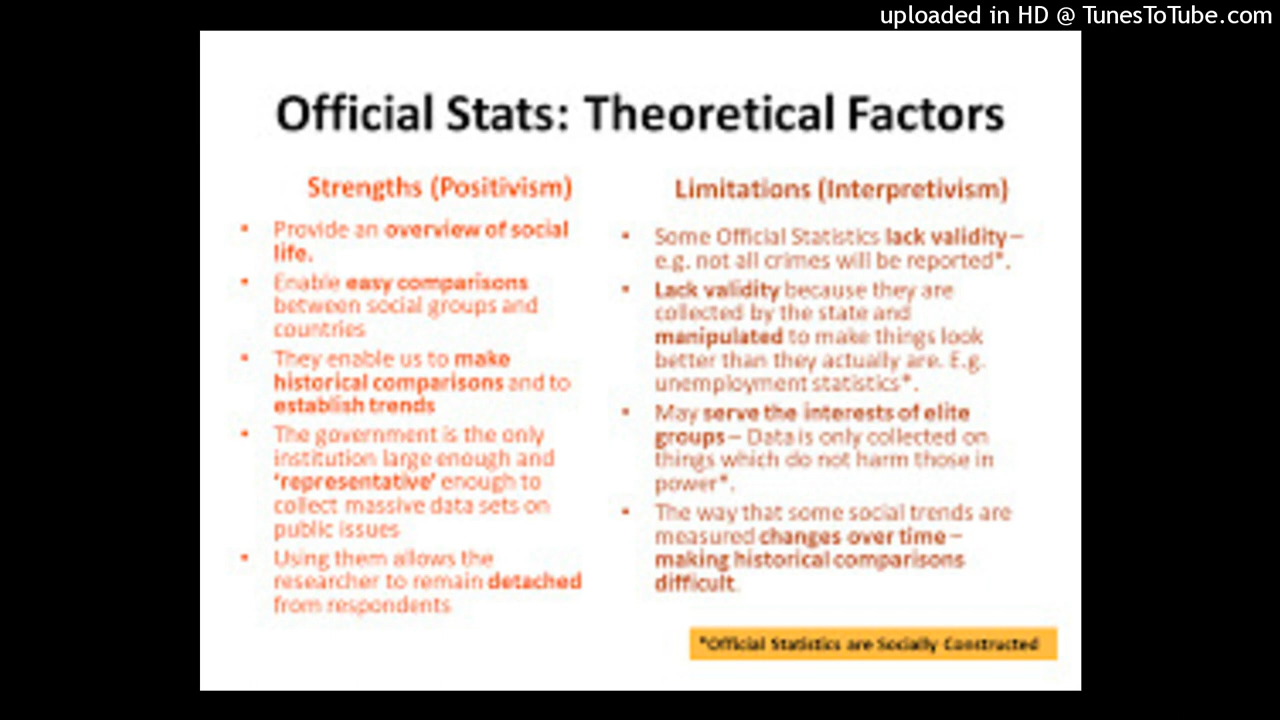 uploaded in HD @ TunesToTube.com
Official Stats: Theoretical Factors
Strengths (Positivism)
▪ Provide an overview of social
life.
▪ Enable easy comparisons
between social groups and
countries
▪ They enable us to make
historical comparisons and to
establish trends
▪ The government is the only
institution large enough and
‘representative’ enough to
collect massive data sets on
public issues
▪ Using them allows the
researcher to remain detached
from respondents
Limitations (Interpretivism)
▪ Some Official Statistics lack validity –
e.g. not all crimes will be reported*.
▪ Lack validity because they are
collected by the state and
manipulated to make things look
better than they actually are. E.g.
unemployment statistics*.
▪ May serve the interests of elite
groups – Data is only collected on
things which do not harm those in
power*.
▪ The way that some social trends are
measured changes over time –
making historical comparisons
difficult.
*Official Statistics are Socially Constructed